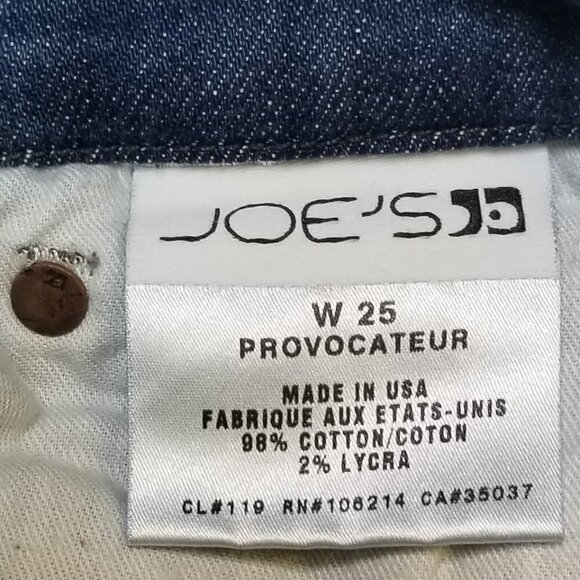 JOE'S
W 25
PROVOCATEUR
MADE IN USA
FABRIQUE AUX ETATS-UNIS
98% COTTON/COTON
2% LYCRA
CL#119 RN#106214 CA#35037